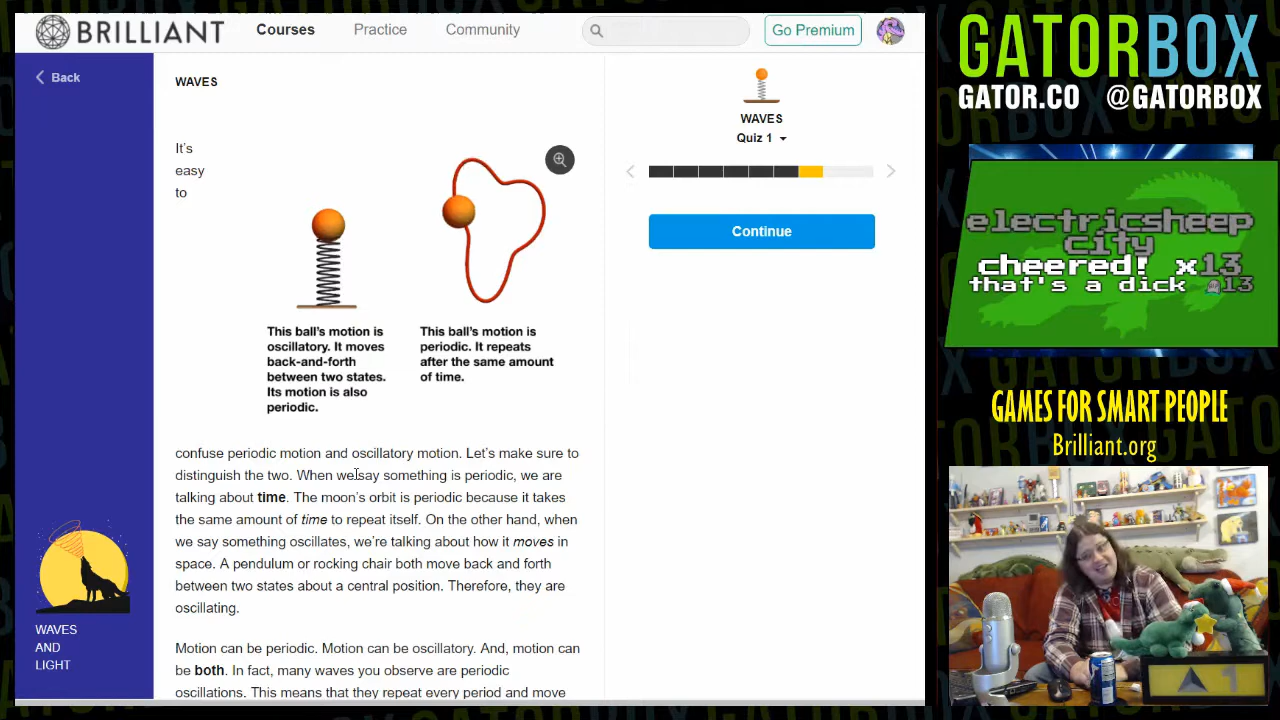 BRILLIANT
Courses
Practice
Community
Go Premium
Back
WAVES
It's
easy
to
This ball's motion is
oscillatory. It moves
back-and-forth
between two states.
Its motion is also
periodic.
This ball's motion is
periodic. It repeats
after the same amount
of time.
confuse periodic motion and oscillatory motion. Let's make sure to
distinguish the two. When we say something is periodic, we are
talking about time. The moon's orbit is periodic because it takes
the same amount of time to repeat itself. On the other hand, when
we say something oscillates, we're talking about how it moves in
space. A pendulum or rocking chair both move back and forth
between two states about a central position. Therefore, they are
oscillating.
Motion can be periodic. Motion can be oscillatory. And, motion can
be both. In fact, many waves you observe are periodic
oscillations. This means that they repeat every period and move
WAVES
AND
LIGHT
WAVES
Quiz 1
Continue
GATORBOX
GATOR.CO @GATORBOX
electricsheep
city
cheered! x13
that's a dick 13
GAMES FOR SMART PEOPLE
Brilliant.org
1